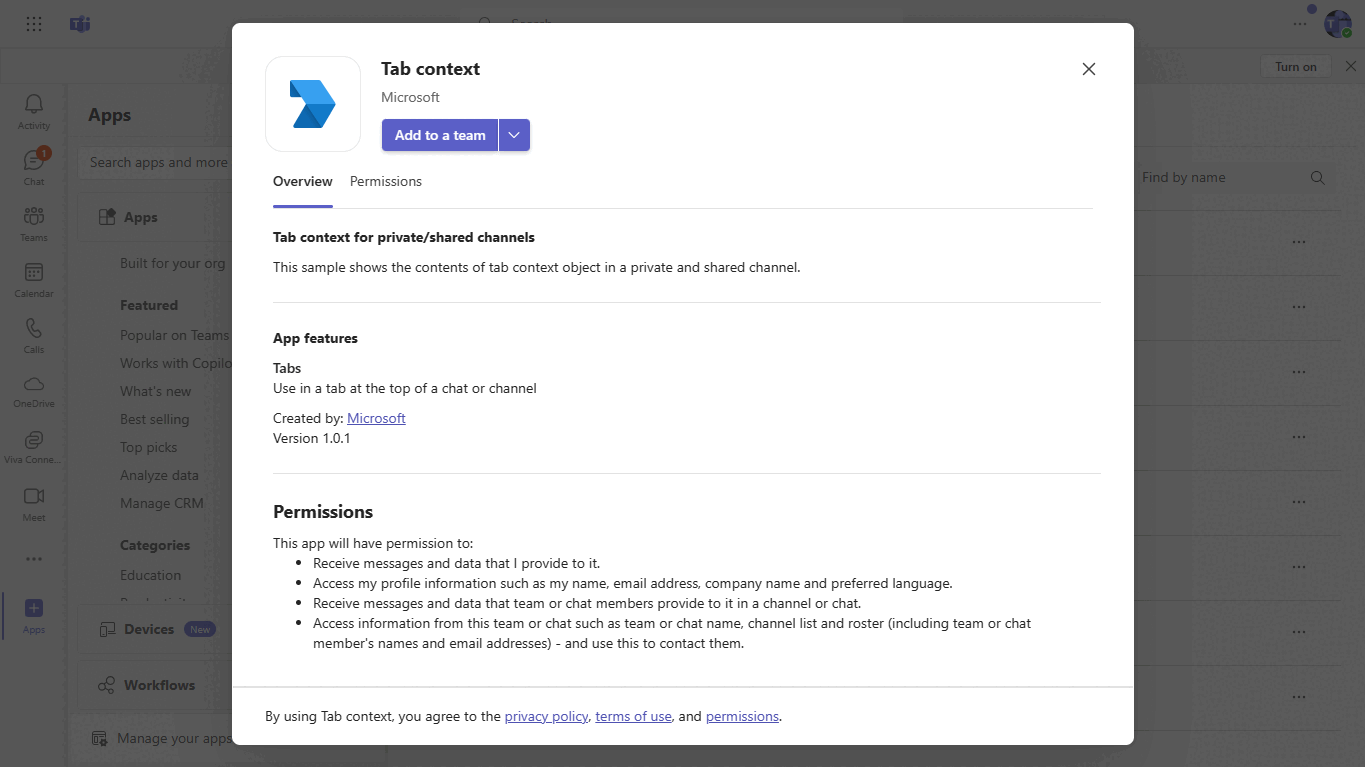 Search
Turn on
Activity
Chat
1
Teams
Calendar
Calls
OneDrive
Viva Conne...
Meet
Apps
Apps
Search apps and more
Apps
Built for your org
Featured
Popular on Teams
Works with Copilo
What's new
Best selling
Top picks
Analyze data
Manage CRM
Categories
Education
Devices New
Workflows
Manage your apps
Tab context
Microsoft
Add to a team
Overview Permissions
Tab context for private/shared channels
This sample shows the contents of tab context object in a private and shared channel.
App features
Tabs
Use in a tab at the top of a chat or channel
Created by: Microsoft
Version 1.0.1
Permissions
This app will have permission to:
• Receive messages and data that I provide to it.
• Access my profile information such as my name, email address, company name and preferred language.
• Receive messages and data that team or chat members provide to it in a channel or chat.
• Access information from this team or chat such as team or chat name, channel list and roster (including team or chat
member's names and email addresses) - and use this to contact them.
By using Tab context, you agree to the privacy policy, terms of use, and permissions.
Find by name